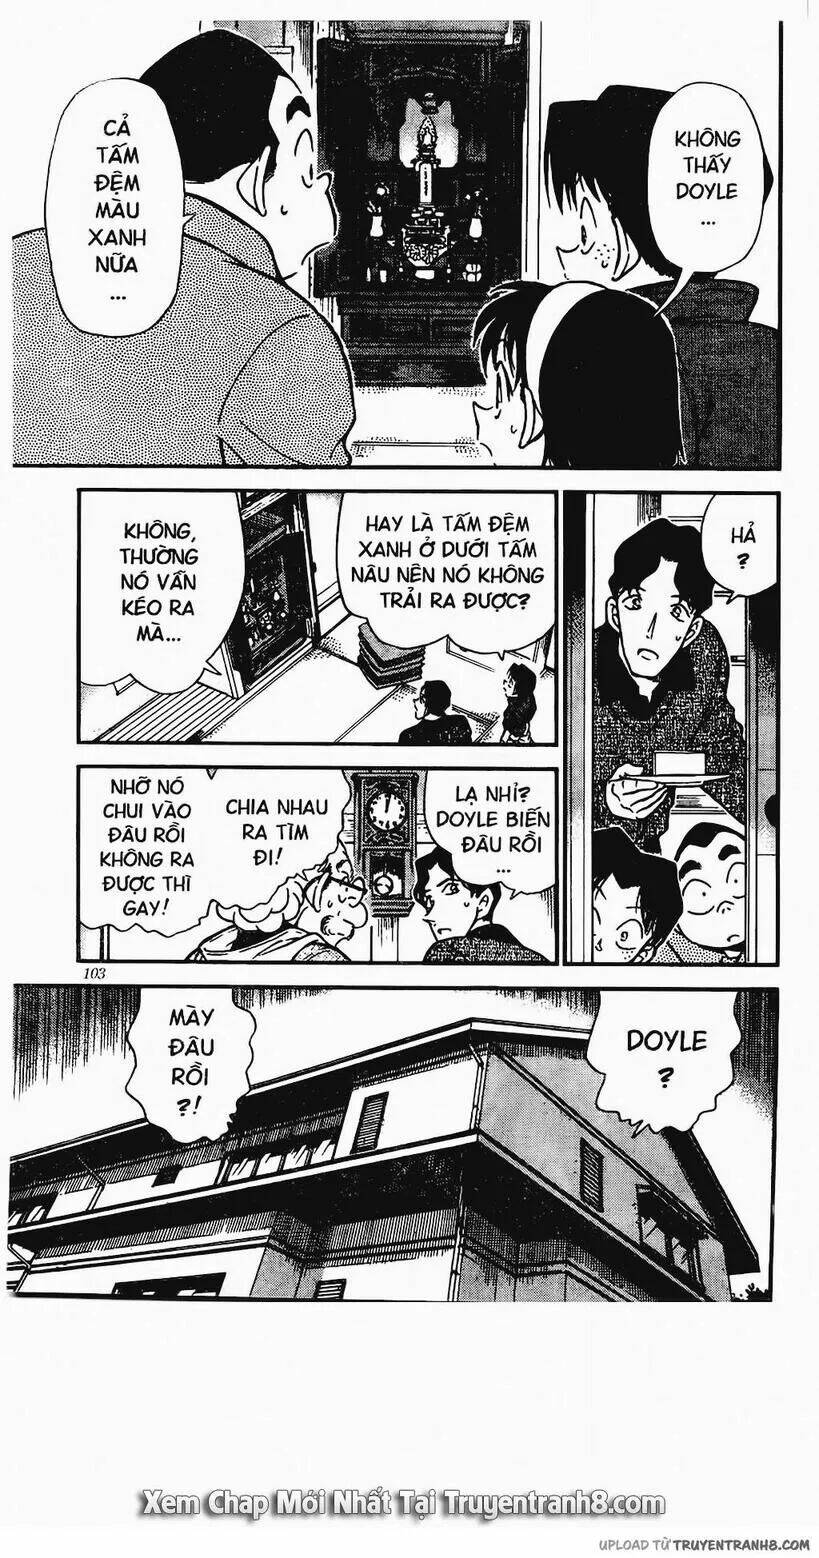 KHÔNG
THẤY
DOYLE
...
CẢ
TẤM
ĐỆM
MÀU
XANH
NỮA
...
HẢ
?
HAY LÀ TẤM ĐỆM
XANH Ở DƯỚI TẤM
NÂU NÊN NÓ KHÔNG
TRẢI RA ĐƯỢC?
KHÔNG,
THƯỜNG
NÓ VẪN
KÉO RA
MÀ...
LẠ NHỈ?
DOYLE BIẾN
ĐÂU RỒI
...
CHIA NHAU
RA TÌM
ĐI!
NHỠ NÓ
CHUI VÀO
ĐÂU RỒI
KHÔNG RA
ĐƯỢC THÌ
GAY!
103
DOYLE
?
MÀY
ĐÂU
RỒI
?!
Xem Chap Mới Nhất Tại Truyentranh8.com
UPLOAD TỪ TRUYENTRANH8.COM